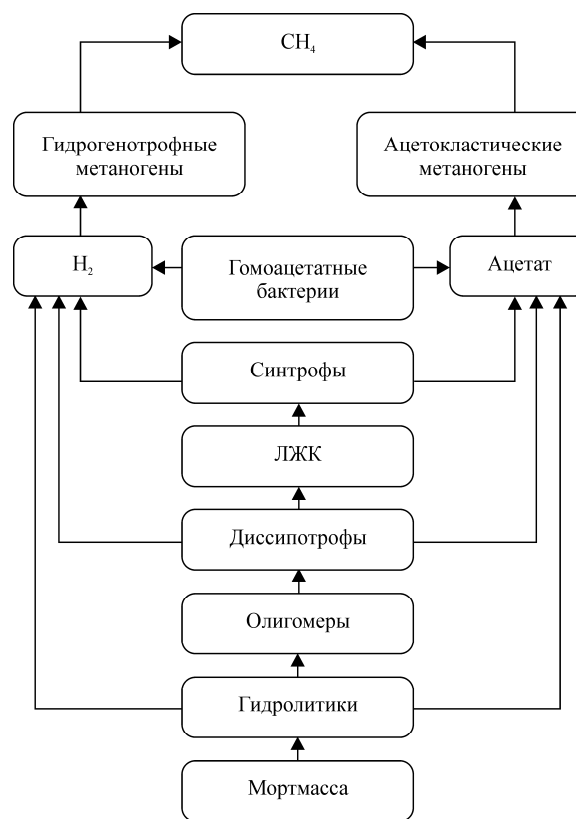 CH₄
Гидрогенотрофные
метаногены
Ацетокластические
метаногены
H₂
Гомоацетатные
бактерии
Ацетат
Синтрофы
ЛЖК
Диссипотрофы
Олигомеры
Гидролитики
Мортмасса